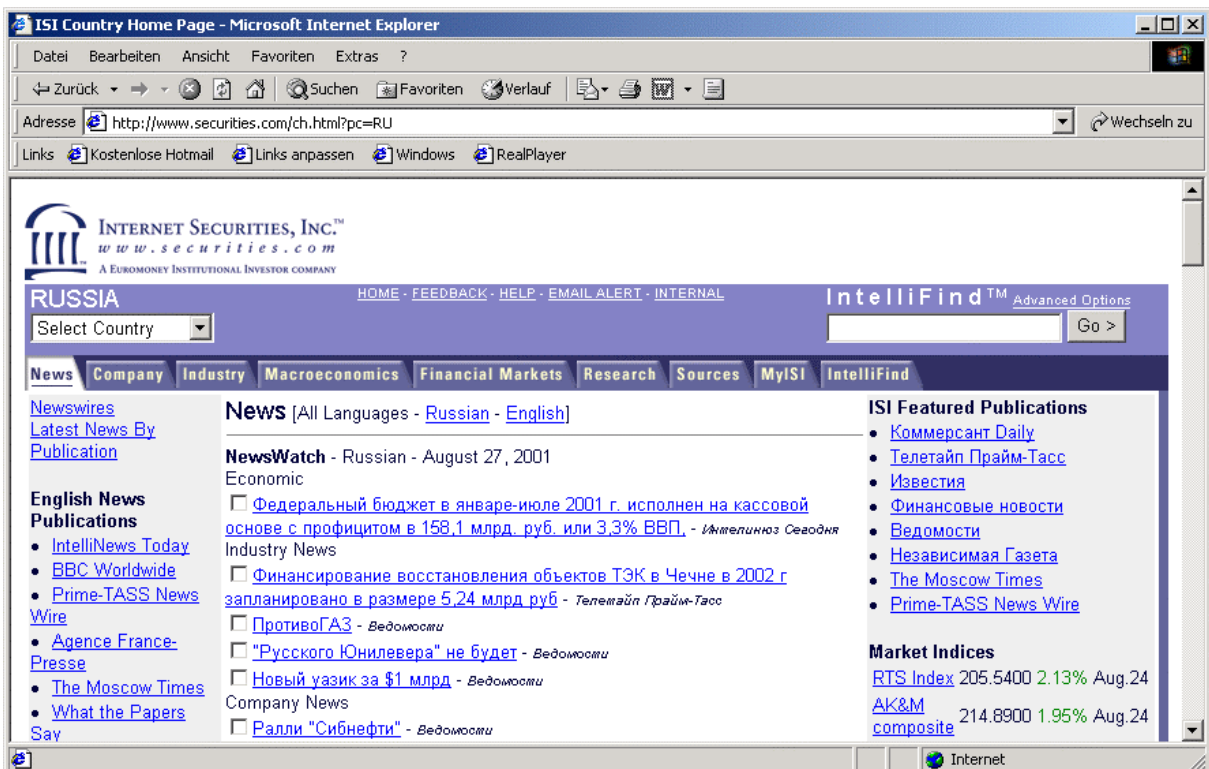 ISI Country Home Page - Microsoft Internet Explorer
Datei Bearbeiten Ansicht Favoriten Extras ?
Zurück Suchen Favoriten Verlauf
Adresse http://www.securities.com/ch.html?pc=RU Wechseln zu
Links Kostenlose Hotmail Links anpassen Windows RealPlayer
INTERNET SECURITIES, INC.™
www.securities.com
A EUROMONEY INSTITUTIONAL INVESTOR COMPANY
RUSSIA
HOME - FEEDBACK - HELP - EMAIL ALERT - INTERNAL
IntelliFind™ Advanced Options
Select Country
Go >
News Company Industry Macroeconomics Financial Markets Research Sources MyISI IntelliFind
Newswires
Latest News By
Publication
English News
Publications
• IntelliNews Today
• BBC Worldwide
• Prime-TASS News
Wire
• Agence France-
Presse
• The Moscow Times
• What the Papers
Say
News [All Languages - Russian - English]
NewsWatch - Russian - August 27, 2001
Economic
Федеральный бюджет в январе-июле 2001 г. исполнен на кассовой
основе с профицитом в 158,1 млрд. руб. или 3,3% ВВП, - Интелинюз Сегодня
Industry News
Финансирование восстановления объектов ТЭК в Чечне в 2002 г
запланировано в размере 5,24 млрд руб - Телетайп Прайм-Тасс
ПротивоГАЗ - Ведомости
"Русского Юнилевера" не будет - Ведомости
Новый уазик за $1 млрд - Ведомости
Company News
Ралли "Сибнефти" - Ведомости
ISI Featured Publications
• Коммерсант Daily
• Телетайп Прайм-Тасс
• Известия
• Финансовые новости
• Ведомости
• Независимая Газета
• The Moscow Times
• Prime-TASS News Wire
Market Indices
RTS Index 205.5400 2.13% Aug.24
AK&M
composite 214.8900 1.95% Aug.24
Internet